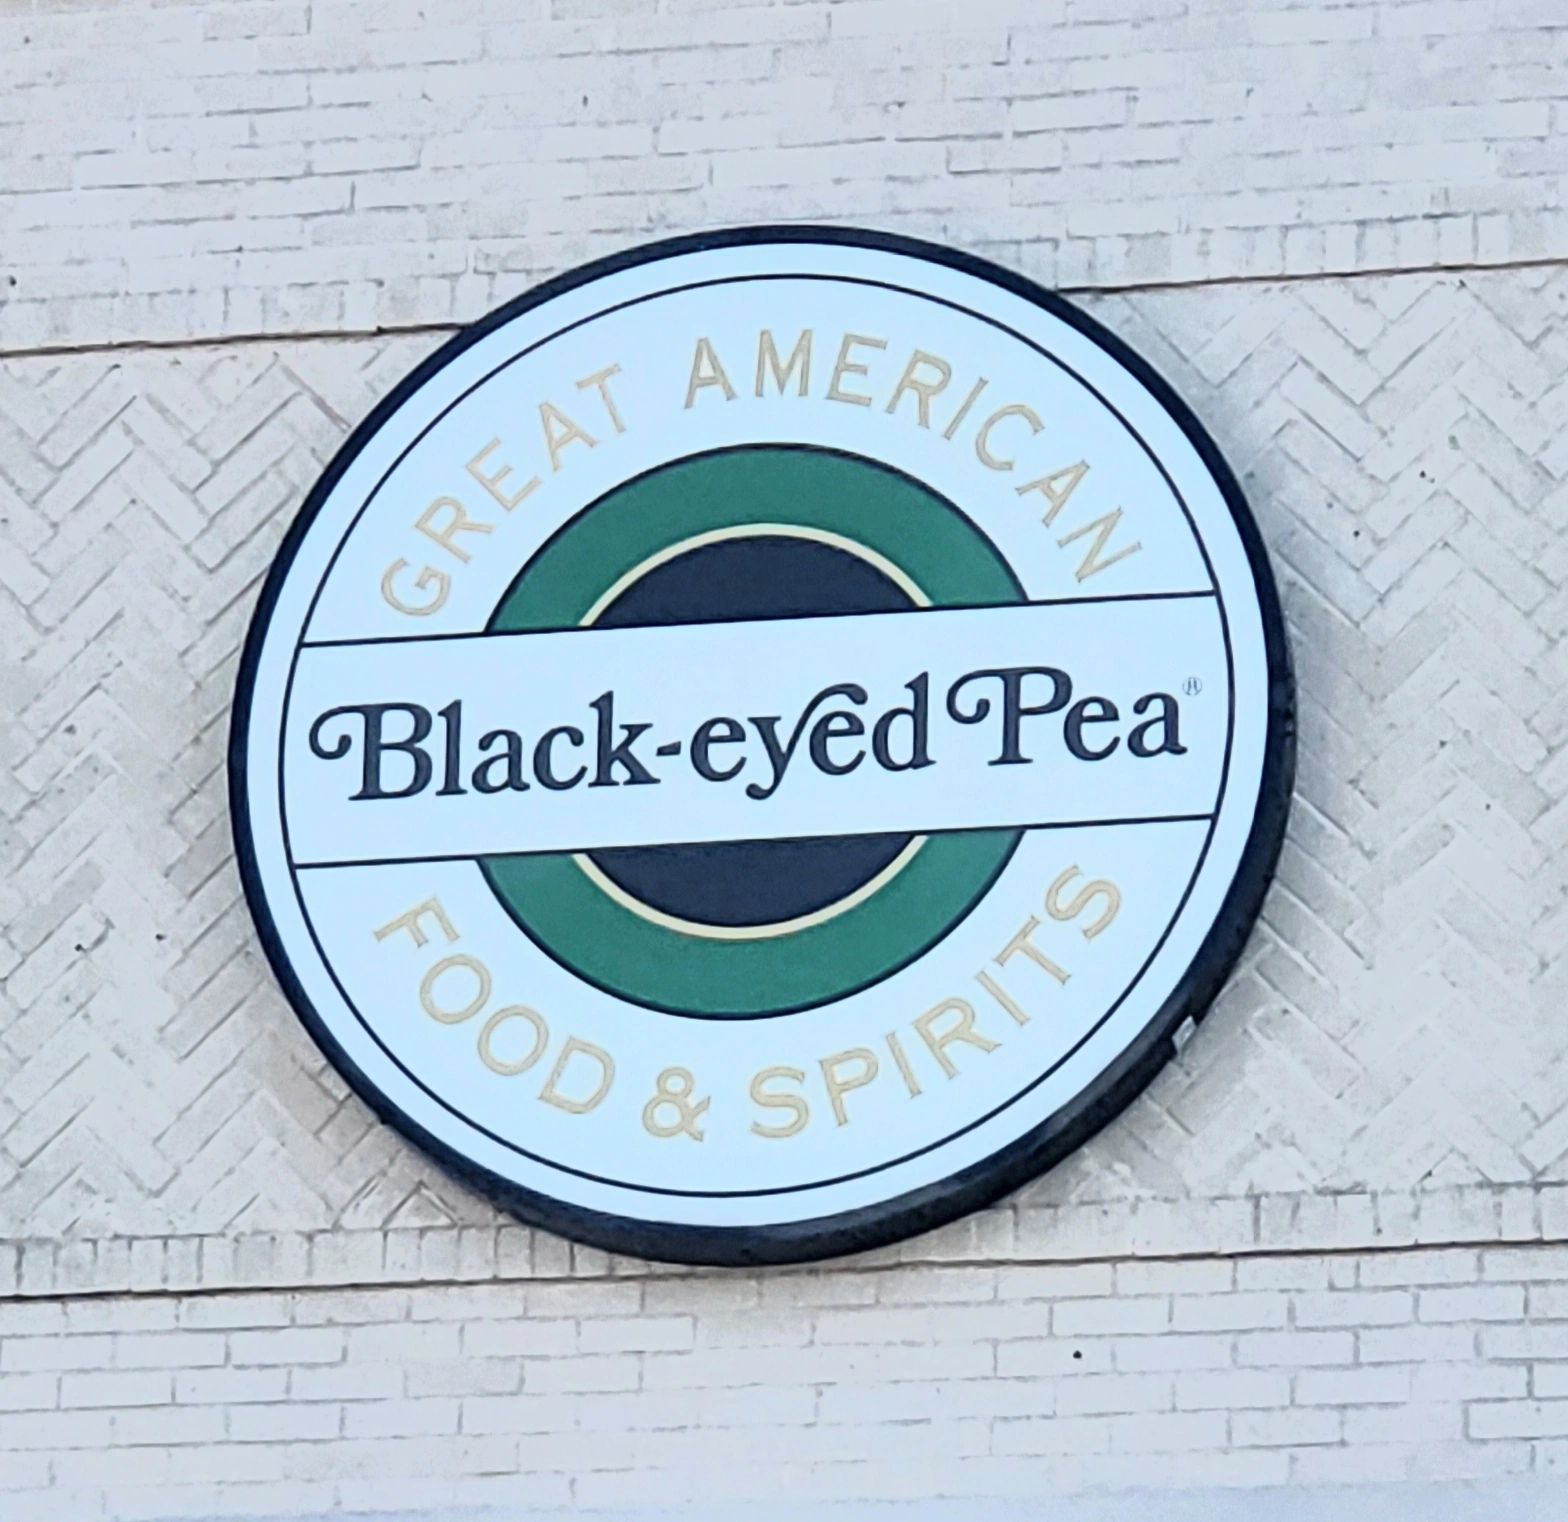 GREAT AMERICAN
Black-eyed Pea®
FOOD & SPIRITS